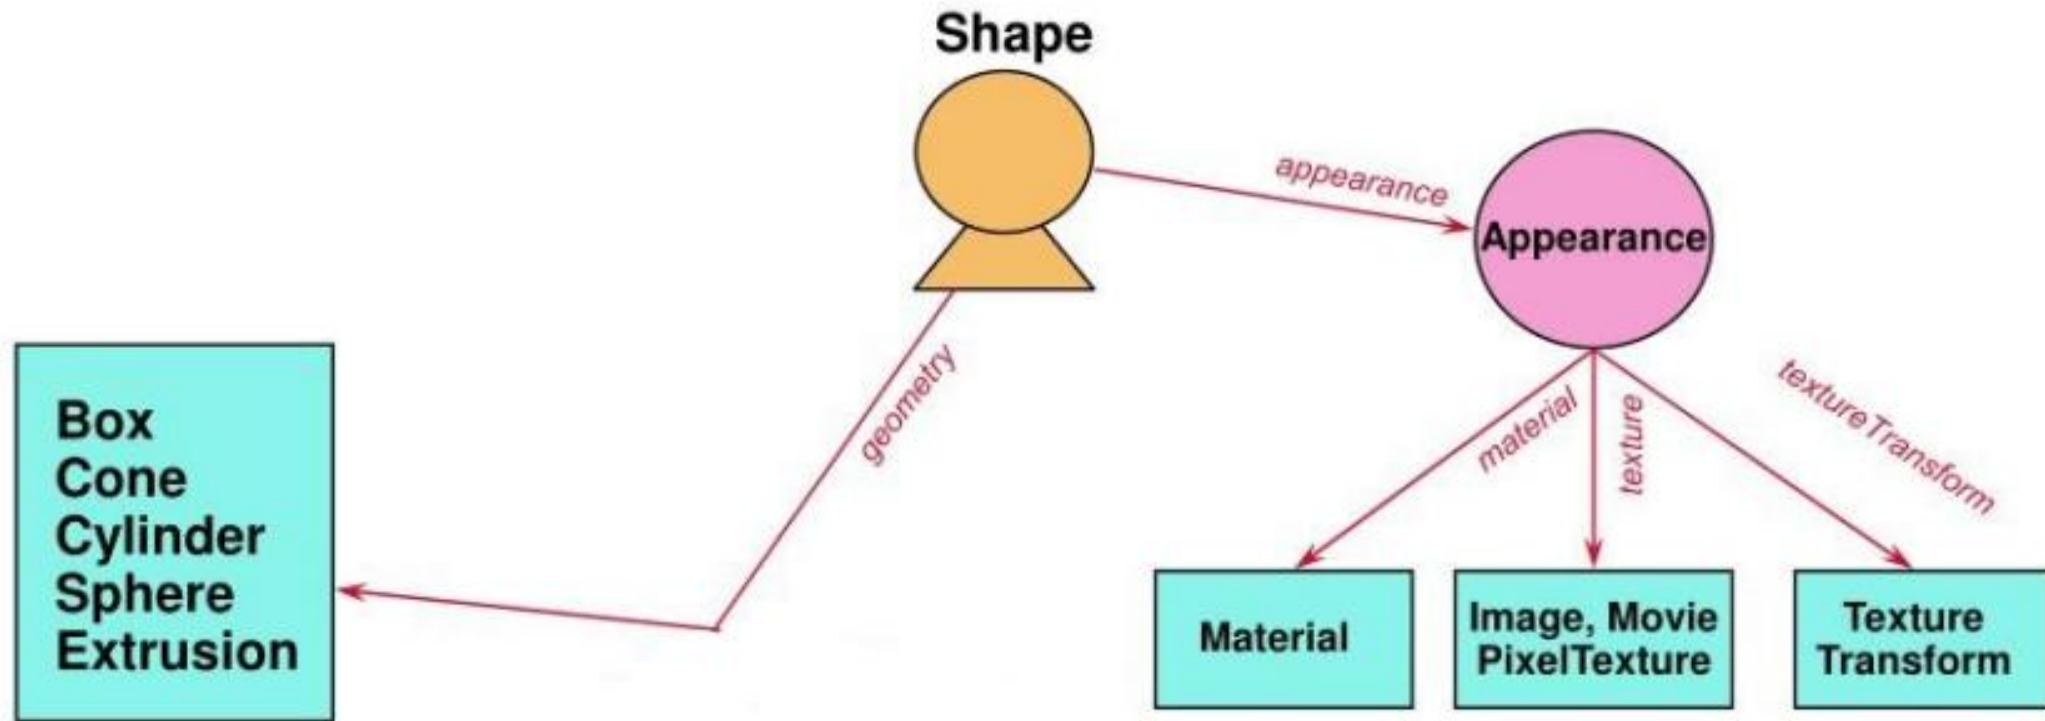 Shape
appearance
Appearance
geometry
material
texture
textureTransform
Box
Cone
Cylinder
Sphere
Extrusion
Material
Image, Movie
PixelTexture
Texture
Transform